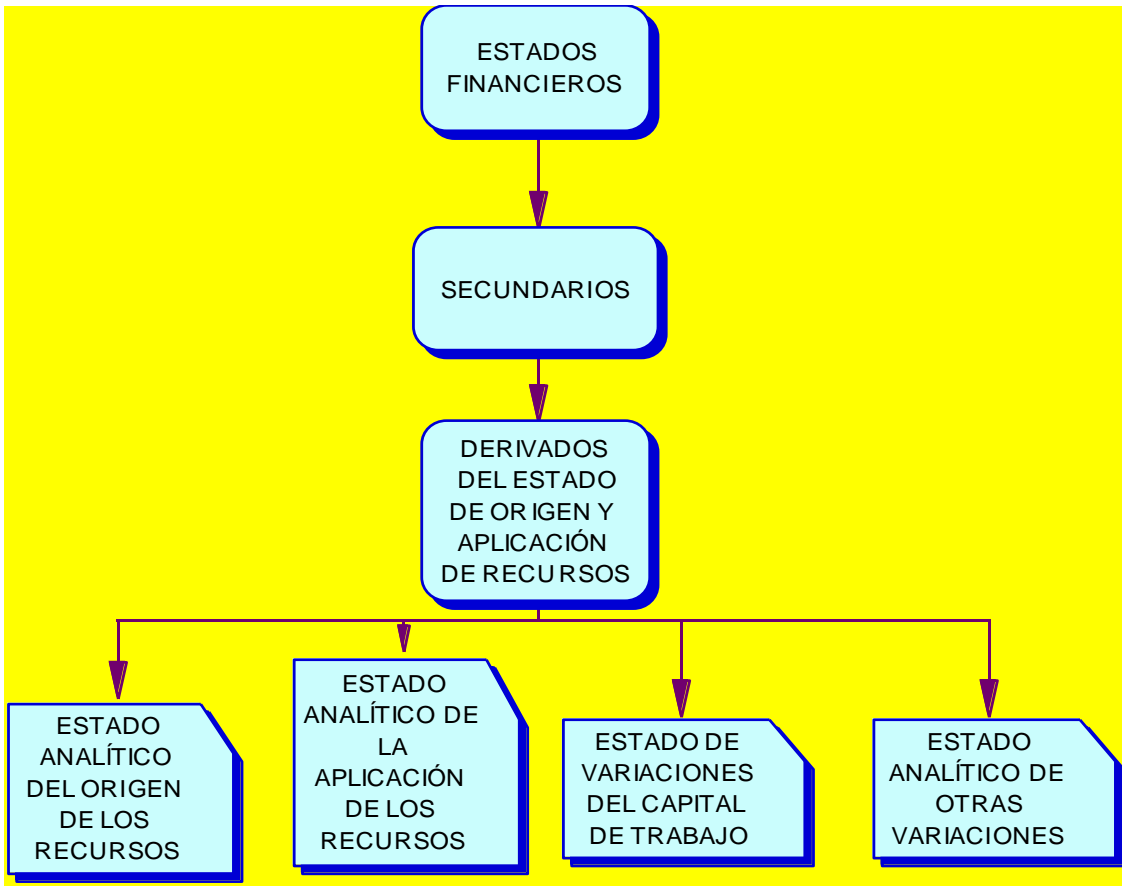 ESTADOS
FINANCIEROS
SECUNDARIOS
DERIVADOS
DEL ESTADO
DE ORIGEN Y
APLICACIÓN
DE RECURSOS
ESTADO
ANALÍTICO
DEL ORIGEN
DE LOS
RECURSOS
ESTADO
ANALÍTICO DE
LA
APLICACIÓN
DE LOS
RECURSOS
ESTADO DE
VARIACIONES
DEL CAPITAL
DE TRABAJO
ESTADO
ANALÍTICO DE
OTRAS
VARIACIONES